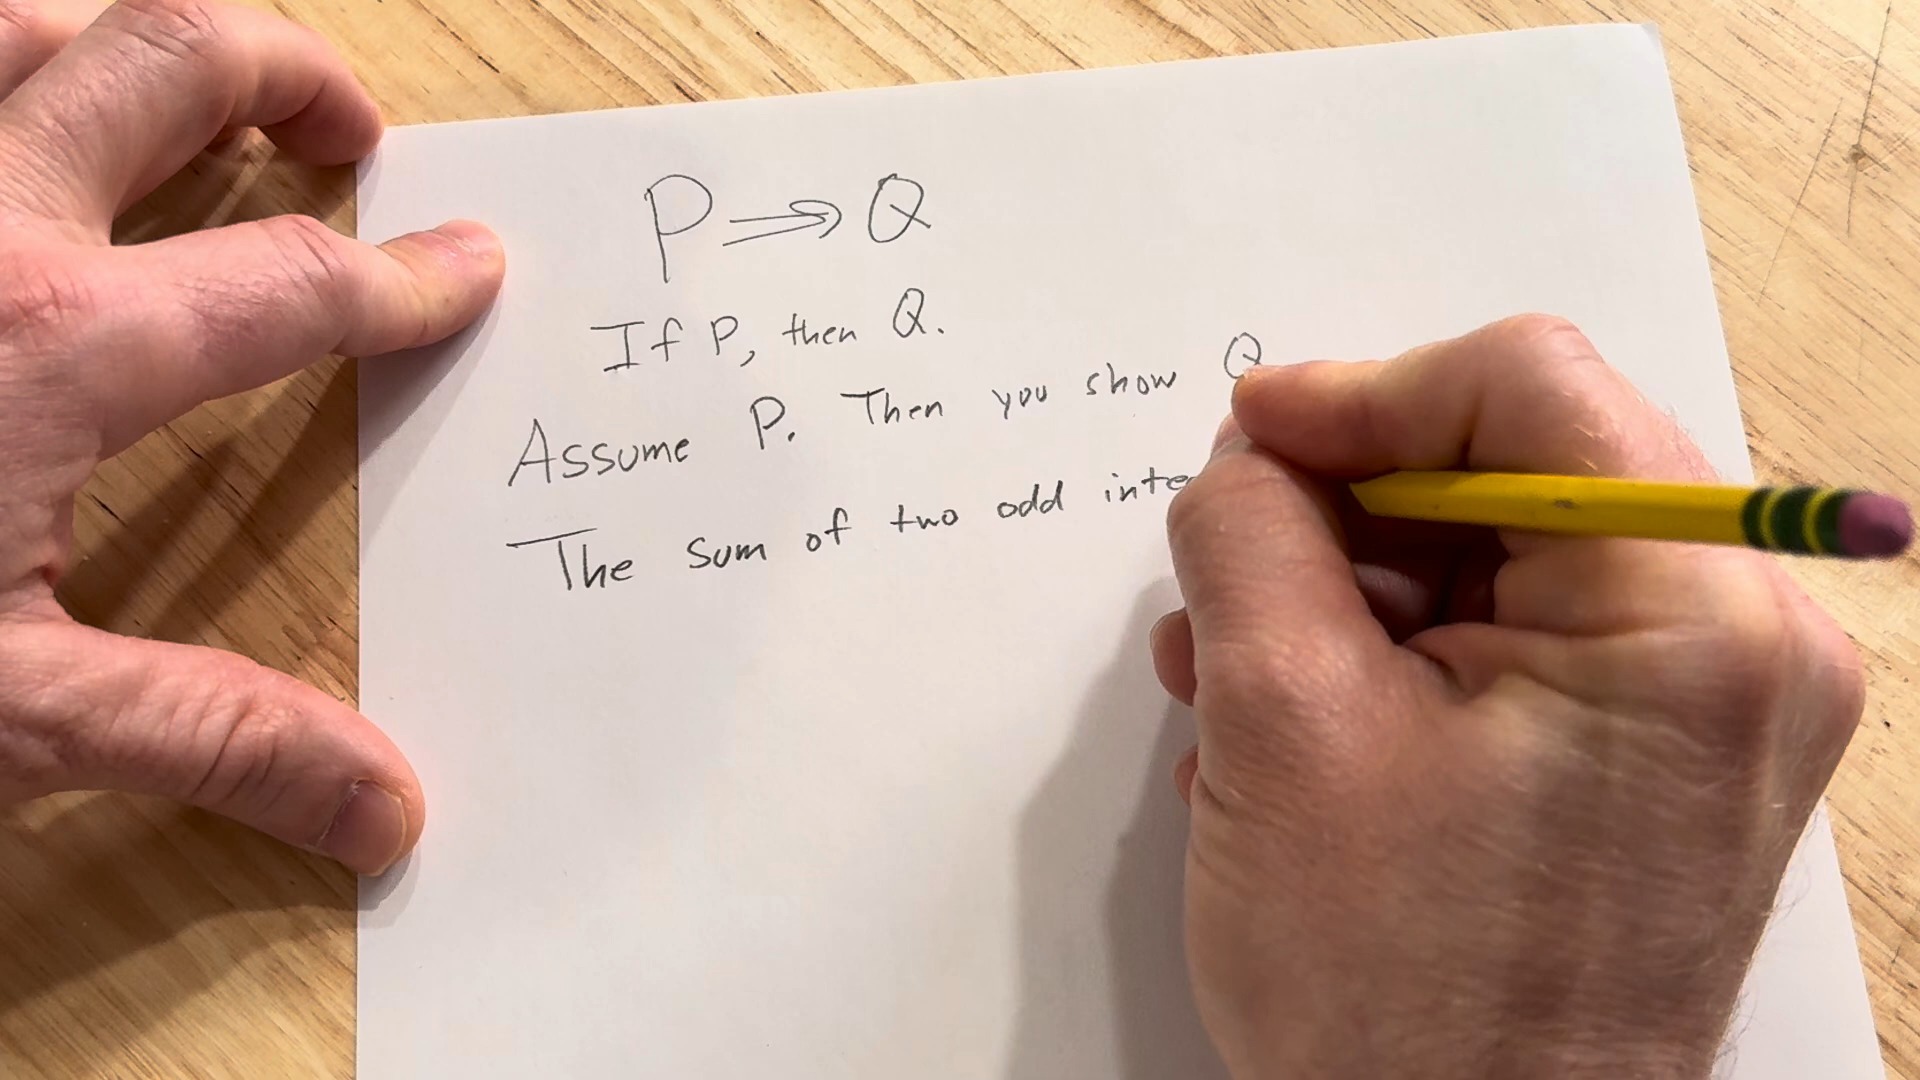 P ⇒ Q
If P, then Q.
Assume P. Then you show Q
The sum of two odd inte